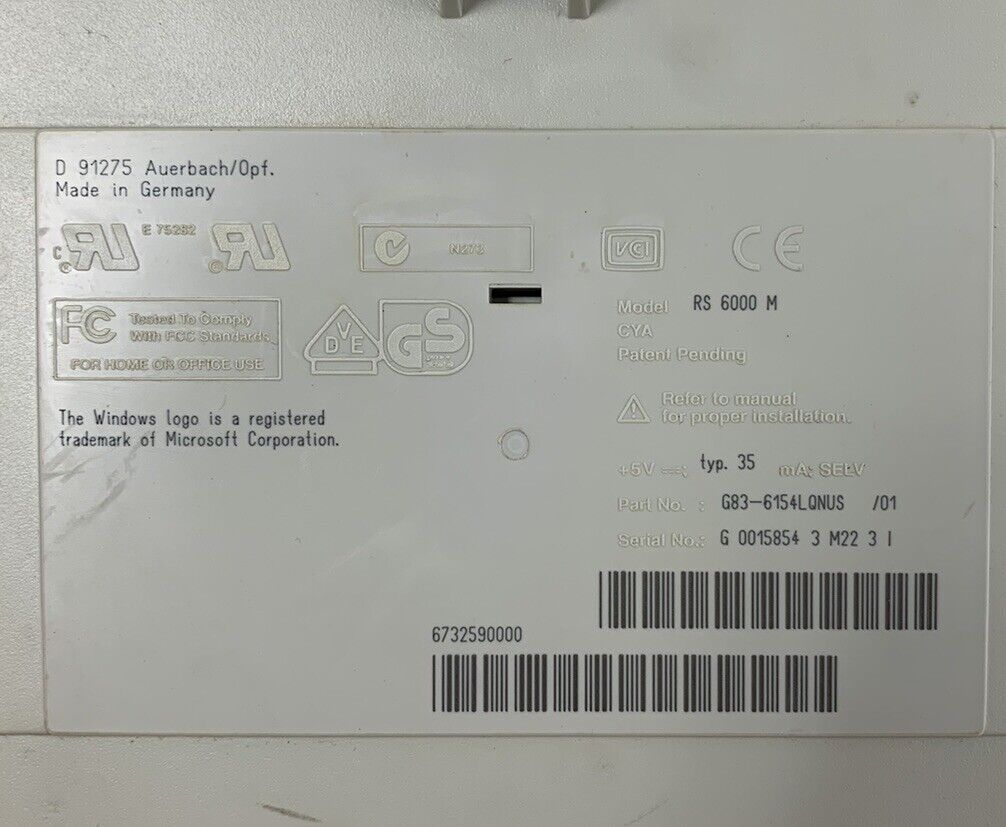 D 91275 Auerbach/Opf.
Made in Germany
E 75282
N273
VCI
CE
FC Tested To Comply
With FCC Standards
FOR HOME OR OFFICE USE
VDE
GS
The Windows logo is a registered
trademark of Microsoft Corporation.
Model RS 6000 M
CYA
Patent Pending
Refer to manual
for proper installation.
+5V typ. 35 mA; SELV
Part No. : G83-6154LQNUS /01
Serial No.: G 0015854 3 M22 3 I
6732590000